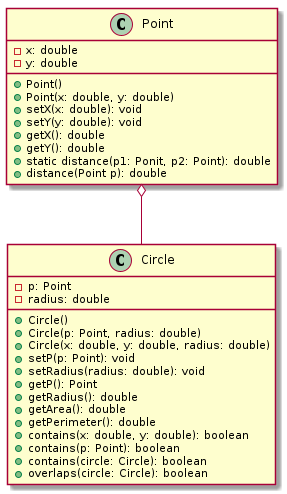 C Point
x: double
y: double
Point()
Point(x: double, y: double)
setX(x: double): void
setY(y: double): void
getX(): double
getY(): double
static distance(p1: Ponit, p2: Point): double
distance(Point p): double
C Circle
p: Point
radius: double
Circle()
Circle(p: Point, radius: double)
Circle(x: double, y: double, radius: double)
setP(p: Point): void
setRadius(radius: double): void
getP(): Point
getRadius(): double
getArea(): double
getPerimeter(): double
contains(x: double, y: double): boolean
contains(p: Point): boolean
contains(circle: Circle): boolean
overlaps(circle: Circle): boolean